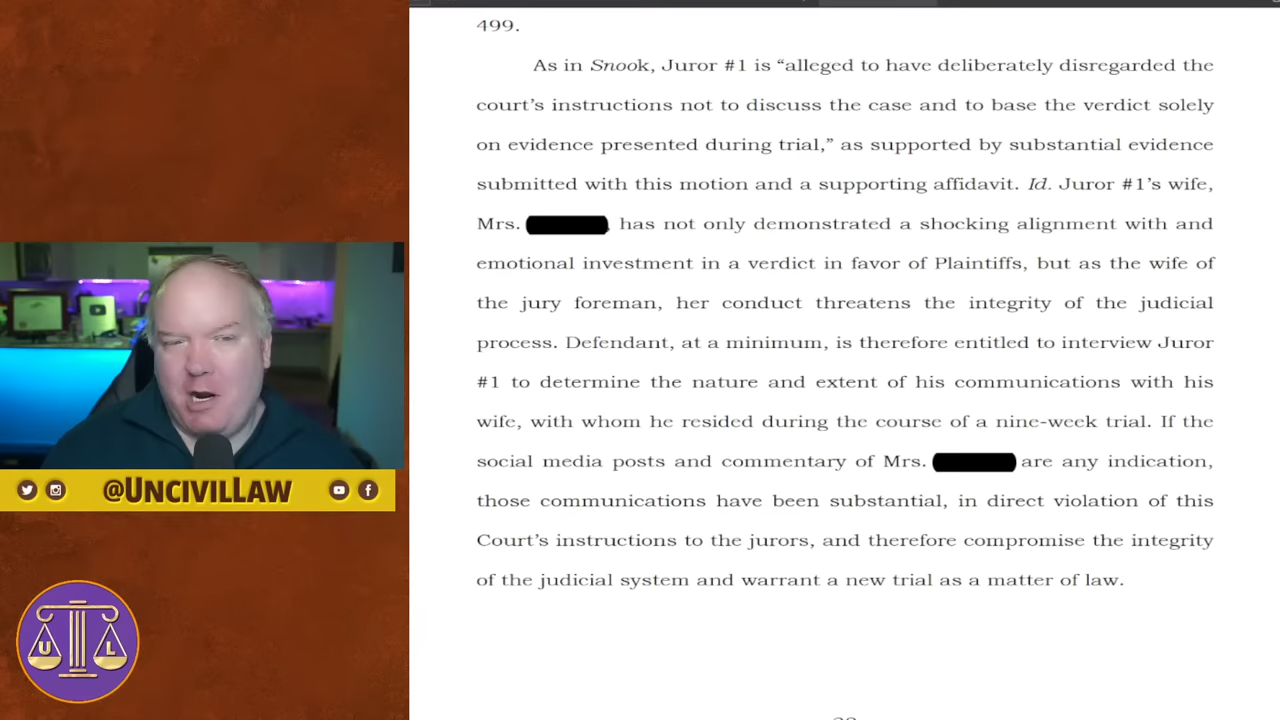 499.
As in Snook, Juror #1 is “alleged to have deliberately disregarded the
court’s instructions not to discuss the case and to base the verdict solely
on evidence presented during trial,” as supported by substantial evidence
submitted with this motion and a supporting affidavit. Id. Juror #1’s wife,
Mrs. , has not only demonstrated a shocking alignment with and
emotional investment in a verdict in favor of Plaintiffs, but as the wife of
the jury foreman, her conduct threatens the integrity of the judicial
process. Defendant, at a minimum, is therefore entitled to interview Juror
#1 to determine the nature and extent of his communications with his
wife, with whom he resided during the course of a nine-week trial. If the
social media posts and commentary of Mrs. are any indication,
those communications have been substantial, in direct violation of this
Court’s instructions to the jurors, and therefore compromise the integrity
of the judicial system and warrant a new trial as a matter of law.
@UncivilLaw
U L